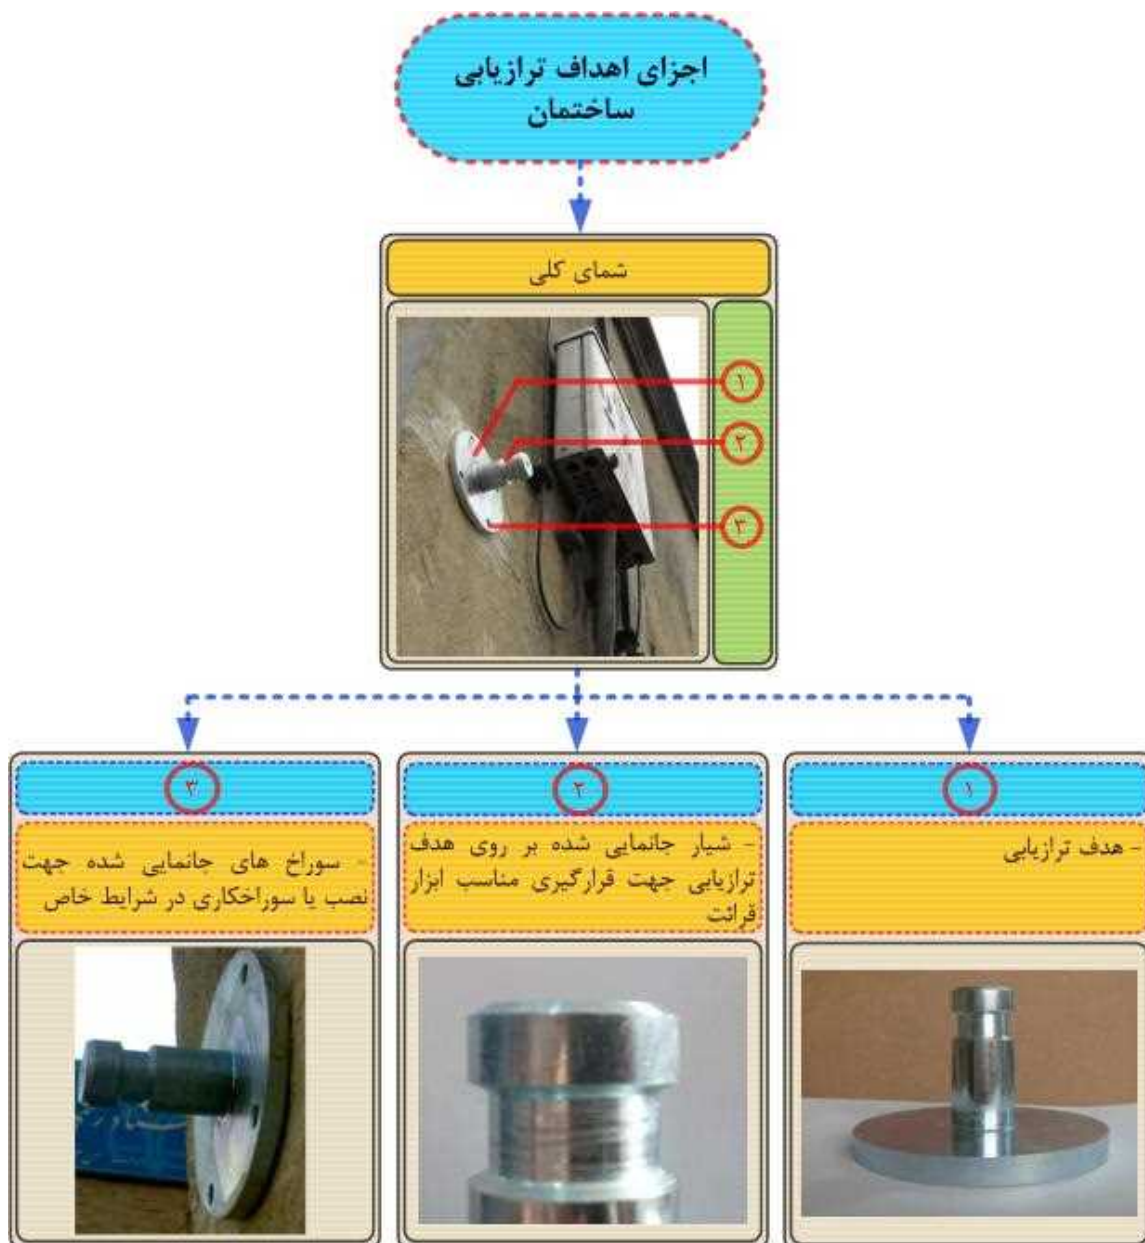 اجزای اهداف ترازیابی
ساختمان
شمای کلی
۱
۲
۳
۱
- هدف ترازیابی
۲
- شیار جانمایی شده بر روی هدف
ترازیابی جهت قرارگیری مناسب ابزار
قرائت
۳
- سوراخ های جانمایی شده جهت
نصب یا سوراخکاری در شرایط خاص